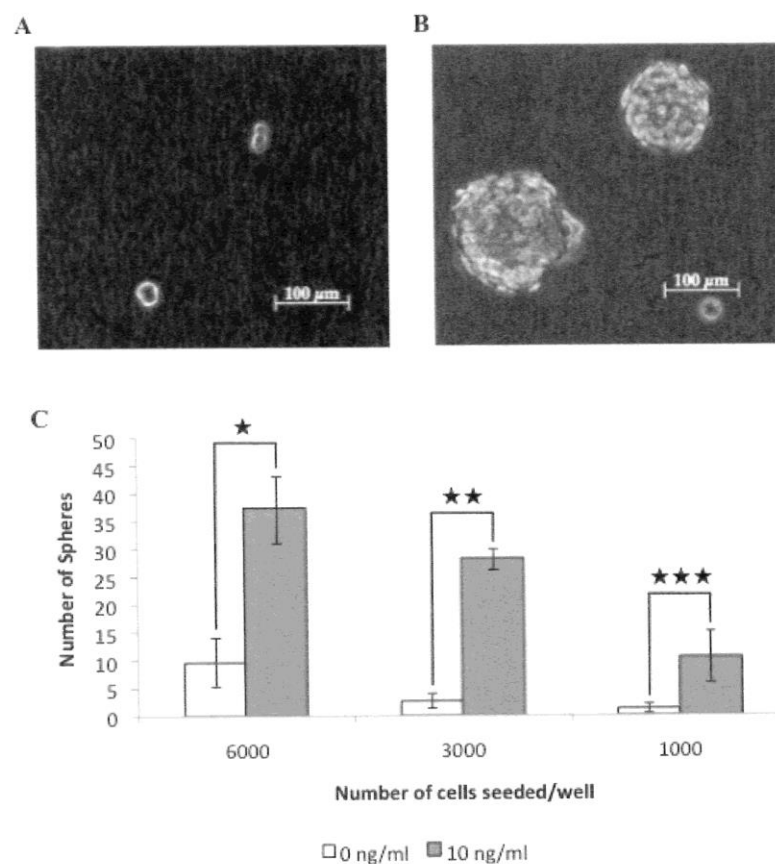 A
B
100 µm
100 µm
C
Number of Spheres
50
45
40
35
30
25
20
15
10
5
0
★
★★
★★★
6000
3000
1000
Number of cells seeded/well
0 ng/ml 10 ng/ml